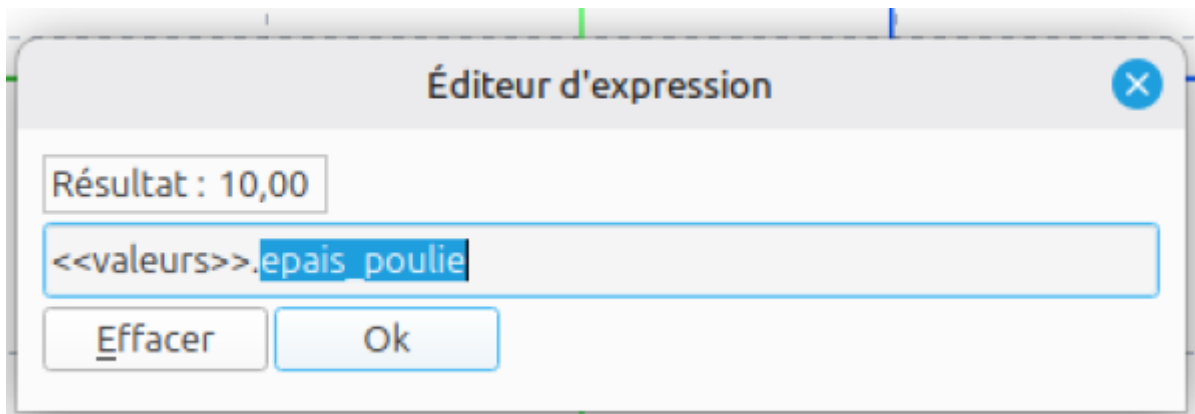 Éditeur d'expression
Résultat : 10,00
<<valeurs>>.epais_poulie
Effacer
Ok